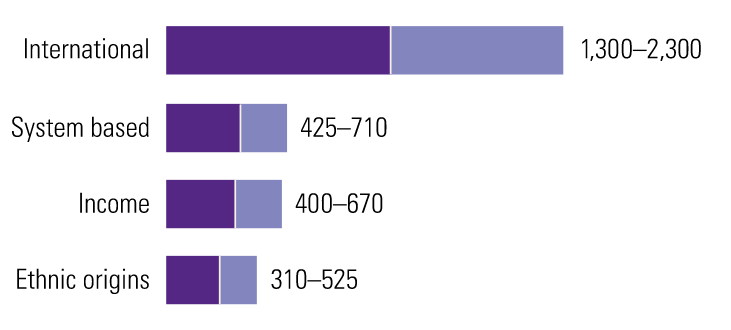 International 1,300–2,300
System based 425–710
Income 400–670
Ethnic origins 310–525